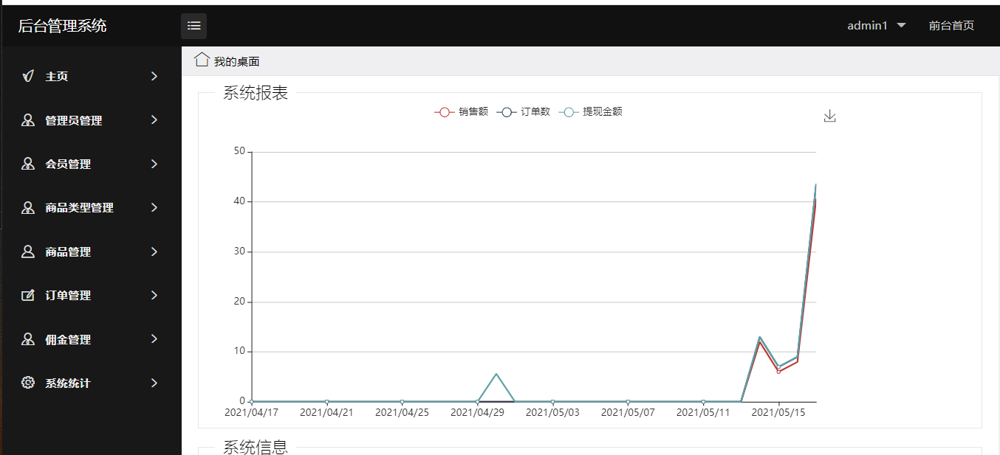 后台管理系统
admin1
前台首页
主页
管理员管理
会员管理
商品类型管理
商品管理
订单管理
佣金管理
系统统计
我的桌面
系统报表
销售额 订单数 提现金额
50
40
30
20
10
0
2021/04/17 2021/04/21 2021/04/25 2021/04/29 2021/05/03 2021/05/07 2021/05/11 2021/05/15
系统信息